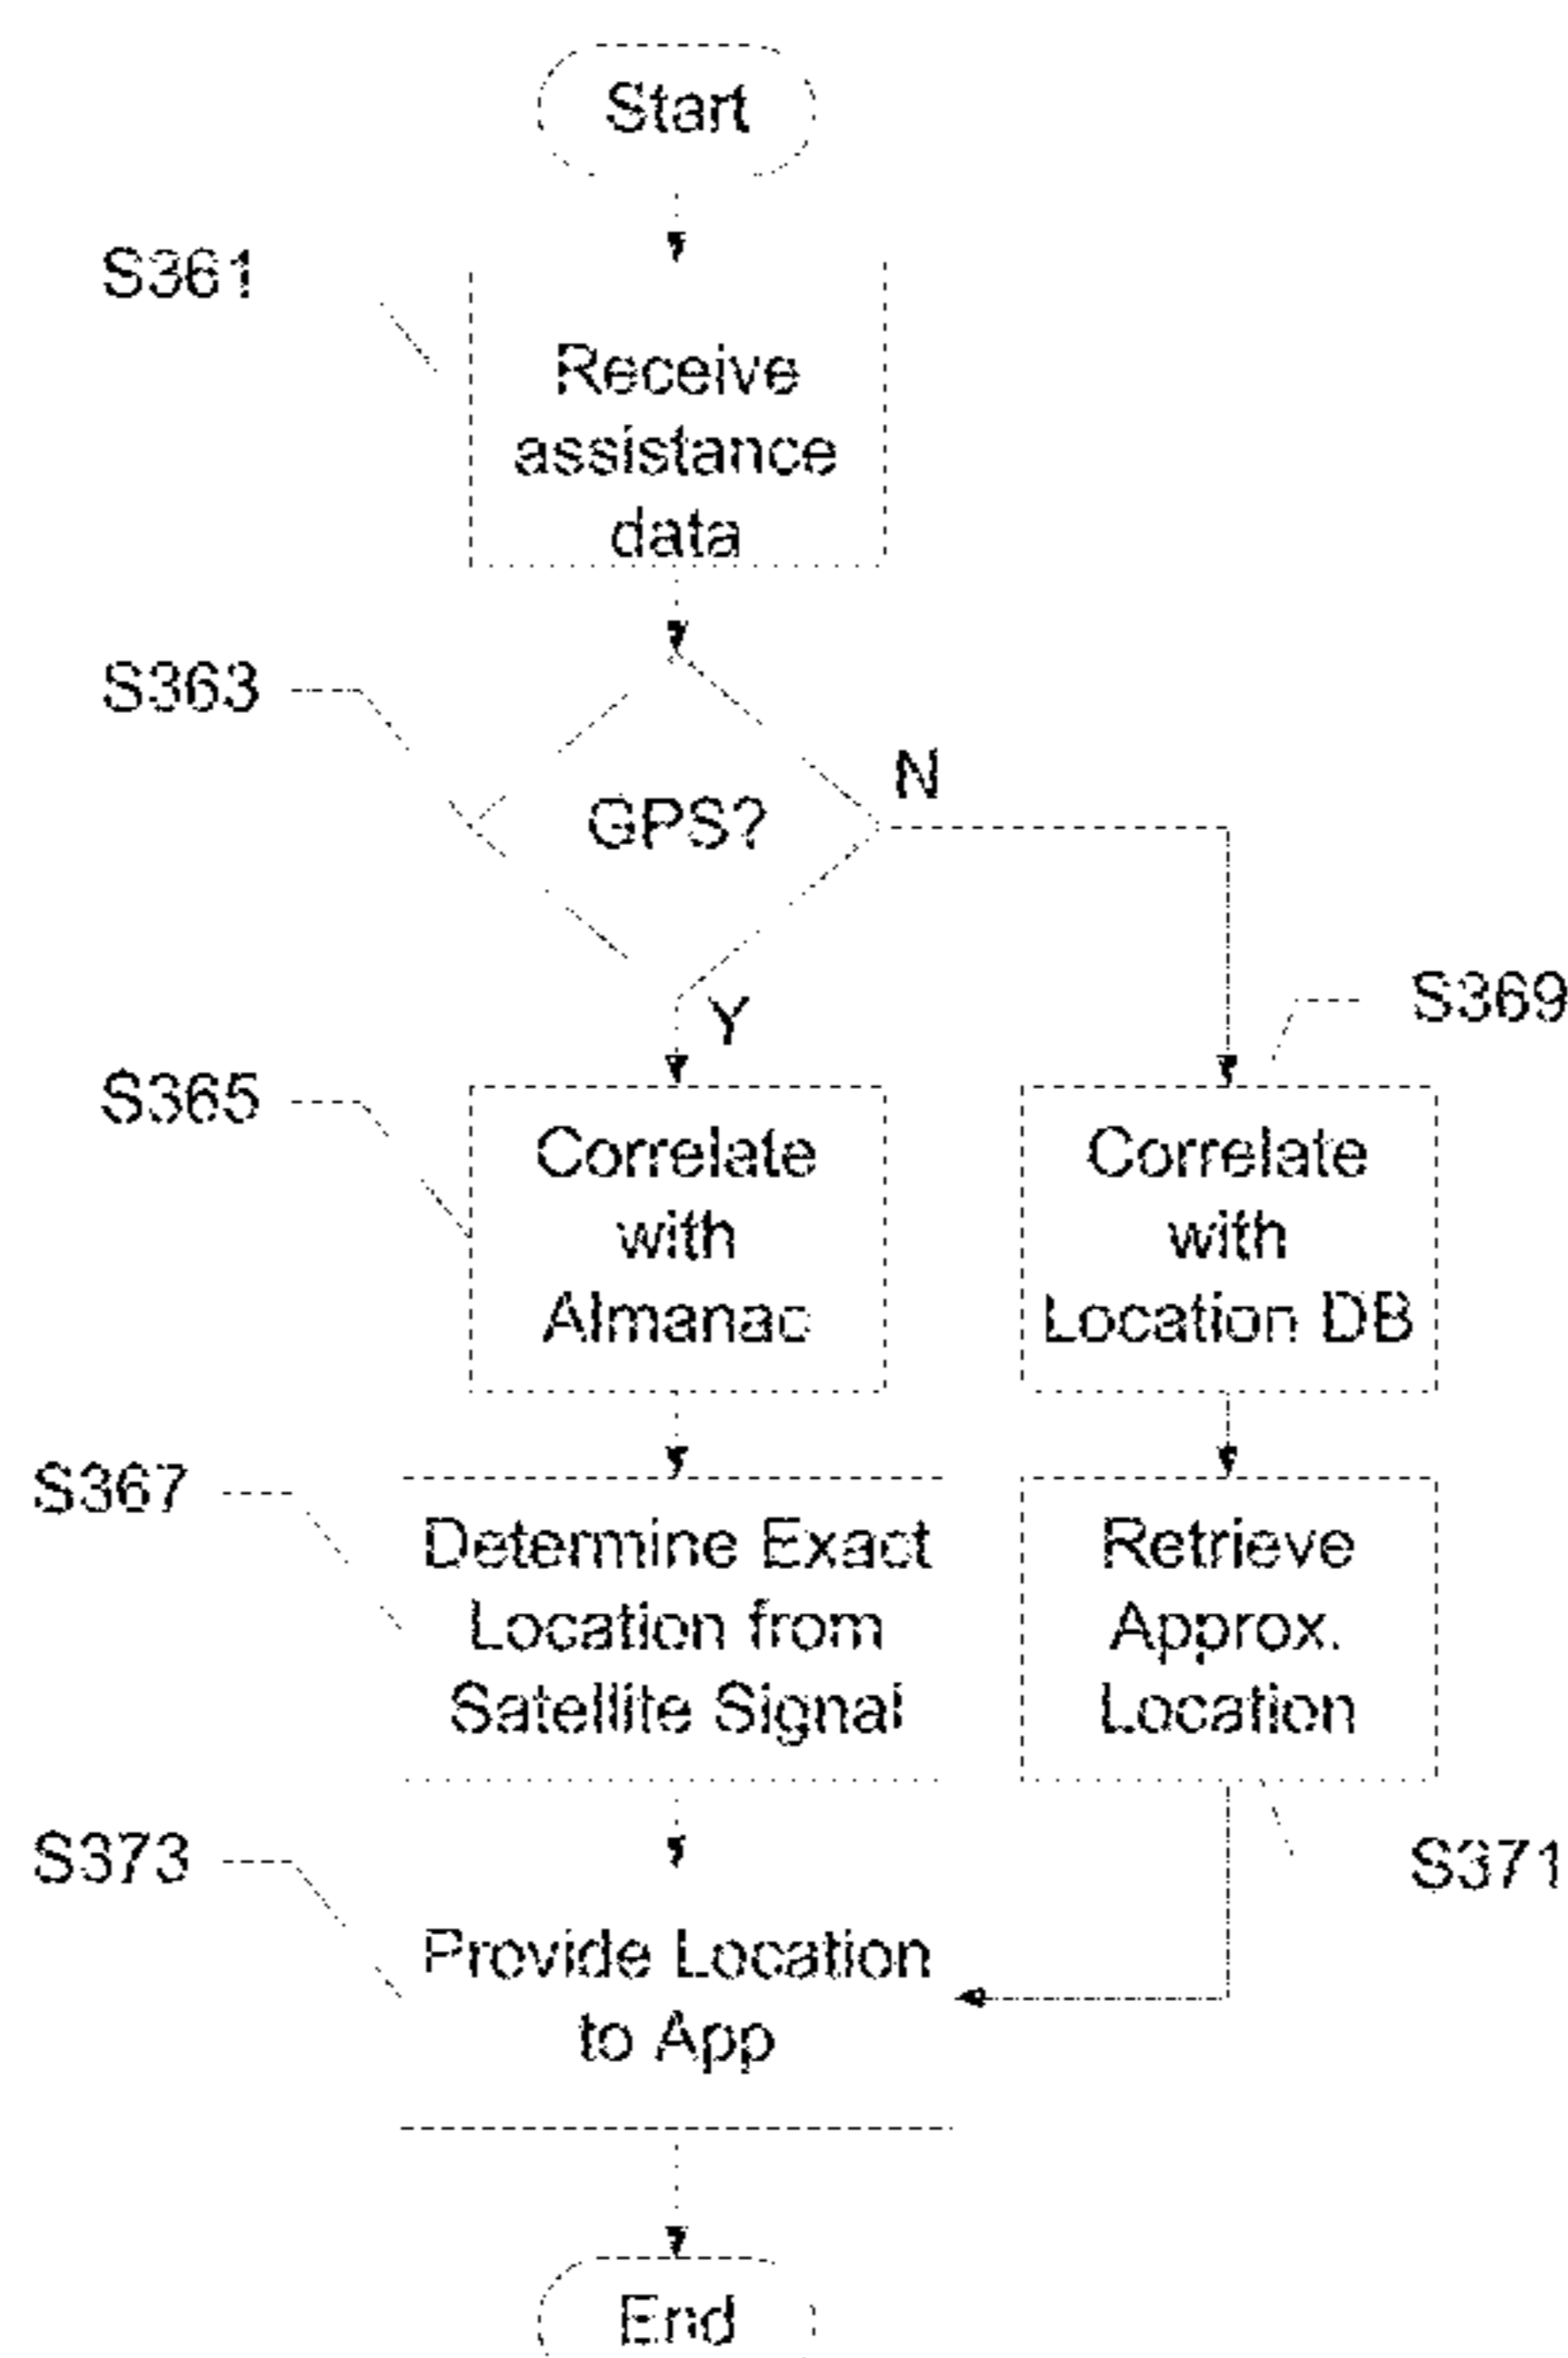 Start
S361
Receive
assistance
data
S363
GPS?
N
Y
S369
S365
Correlate
with
Almanac
Correlate
with
Location DB
S367
Determine Exact
Location from
Satellite Signal
Retrieve
Approx.
Location
S373
S371
Provide Location
to App
End